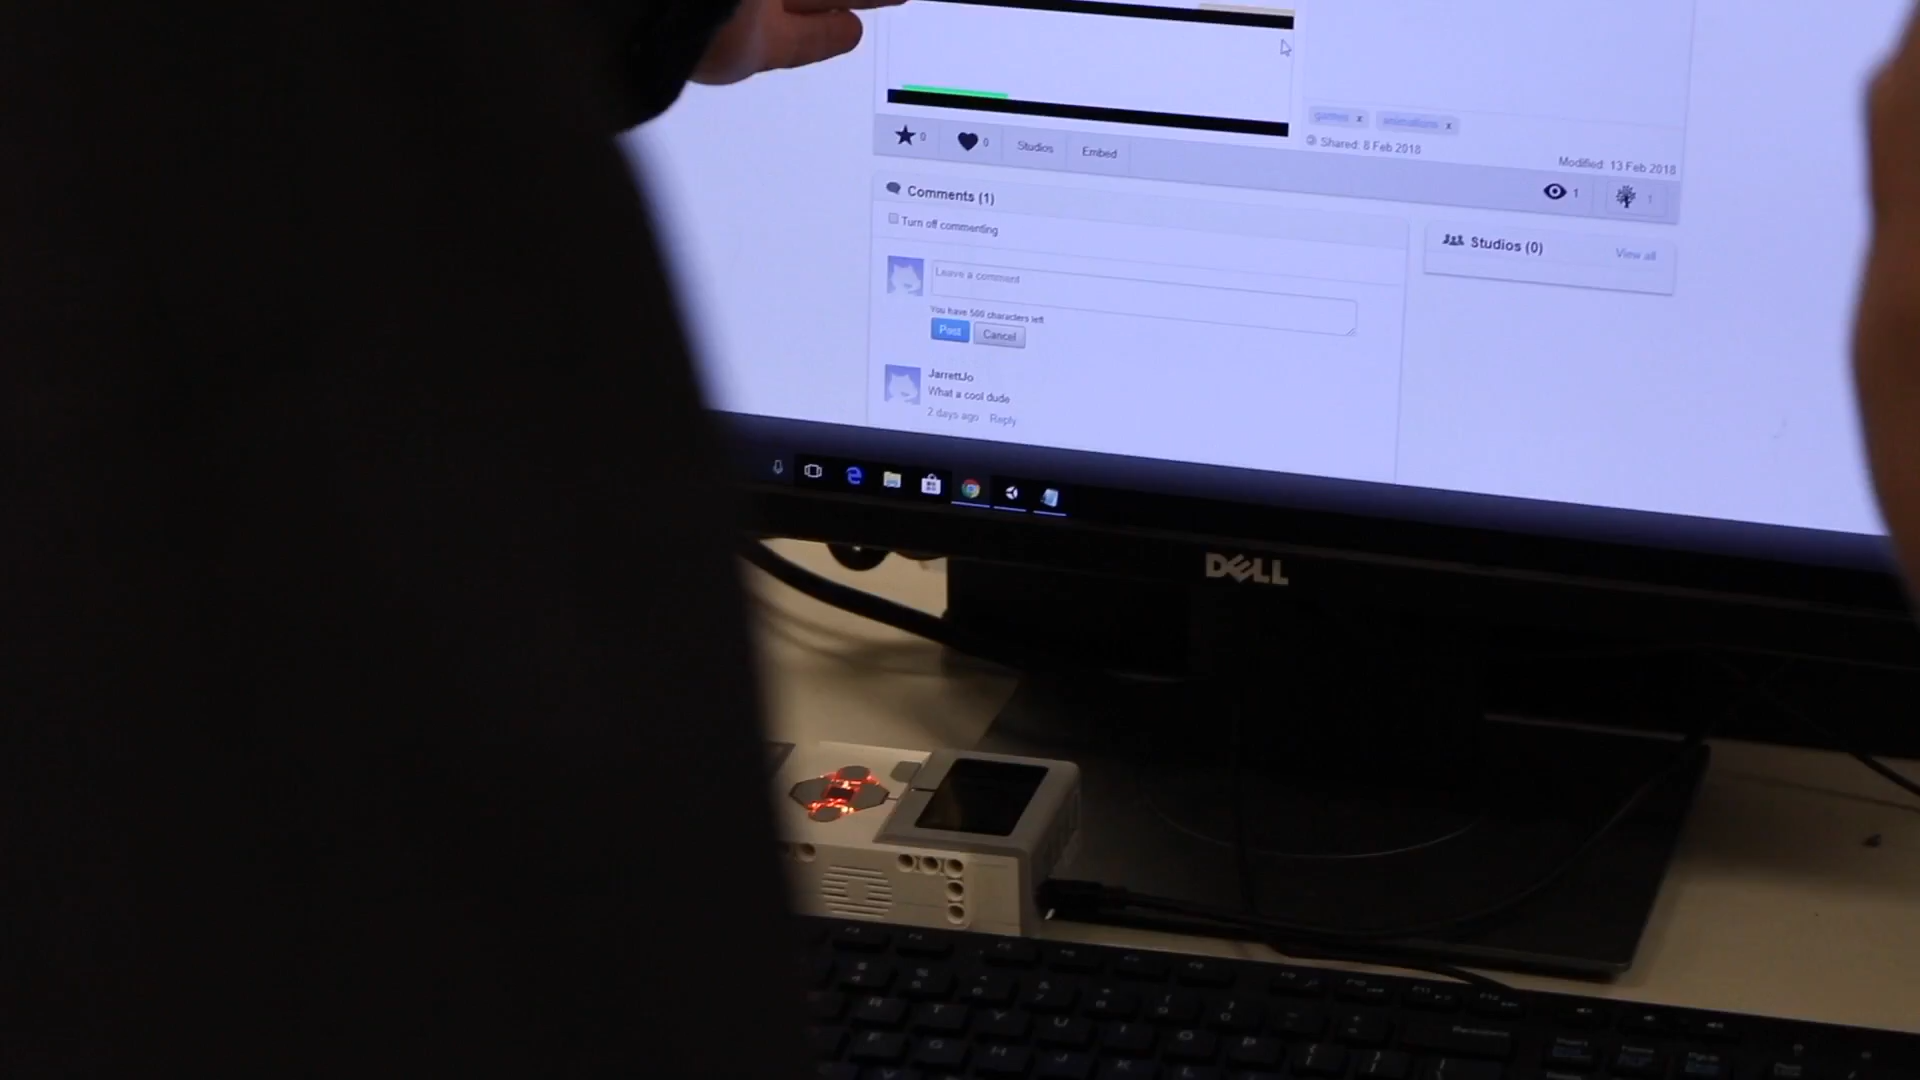 games x animations x
Shared: 8 Feb 2018
Modified: 13 Feb 2018
0 0 Studios Embed
1 1
Comments (1)
Turn off commenting
Studios (0) View all
Leave a comment
You have 500 characters left
Post Cancel
JarrettJo
What a cool dude
2 days ago Reply
DELL